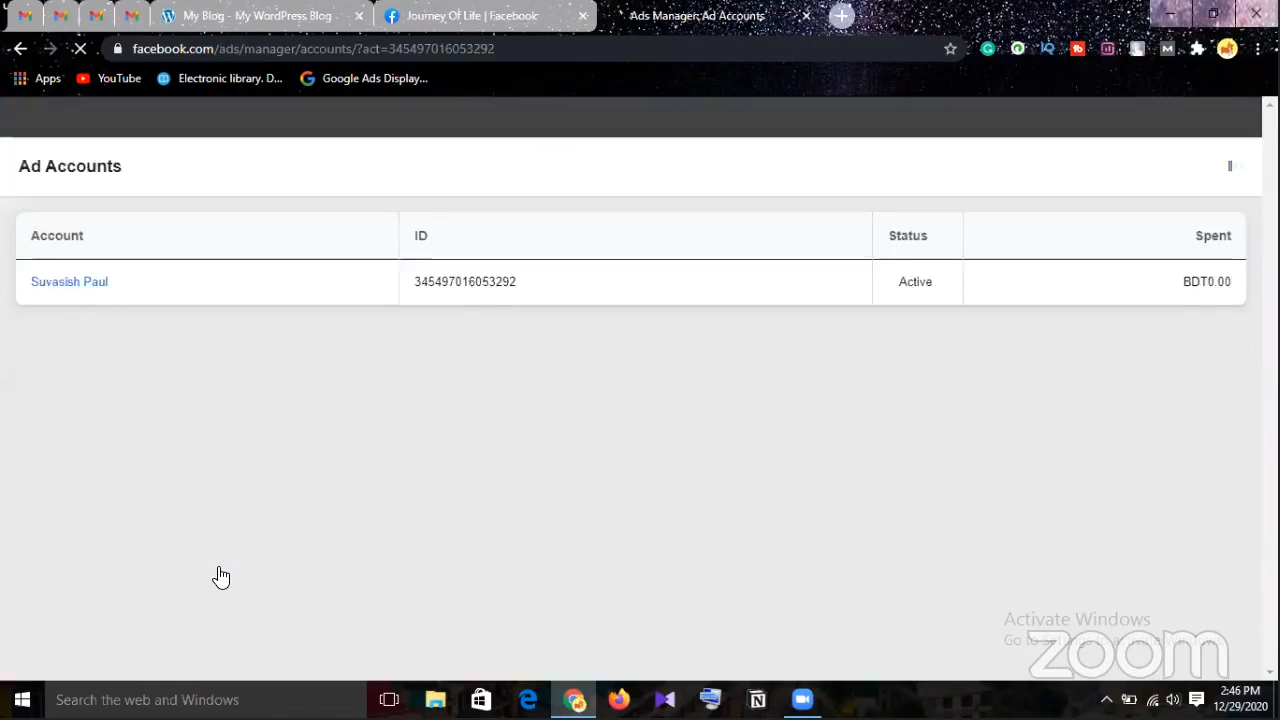 My Blog - My WordPress Blog
Journey Of Life | Facebook
Ads Manager: Ad Accounts
facebook.com/ads/manager/accounts/?act=345497016053292
Apps
YouTube
Electronic library. D...
Google Ads Display...
Ad Accounts
Account
ID
Status
Spent
Suvasish Paul
345497016053292
Active
BDT0.00
Activate Windows
Go to
zoom
Search the web and Windows
2:46 PM
12/29/2020